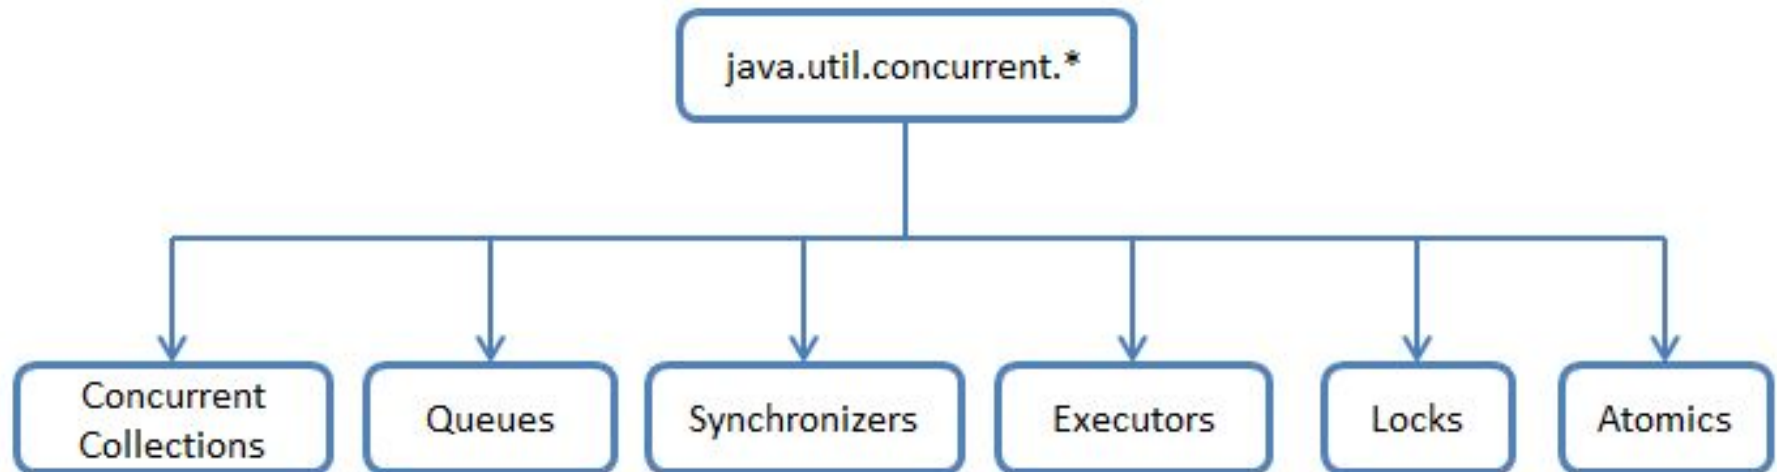 java.util.concurrent.*
Concurrent
Collections
Queues
Synchronizers
Executors
Locks
Atomics